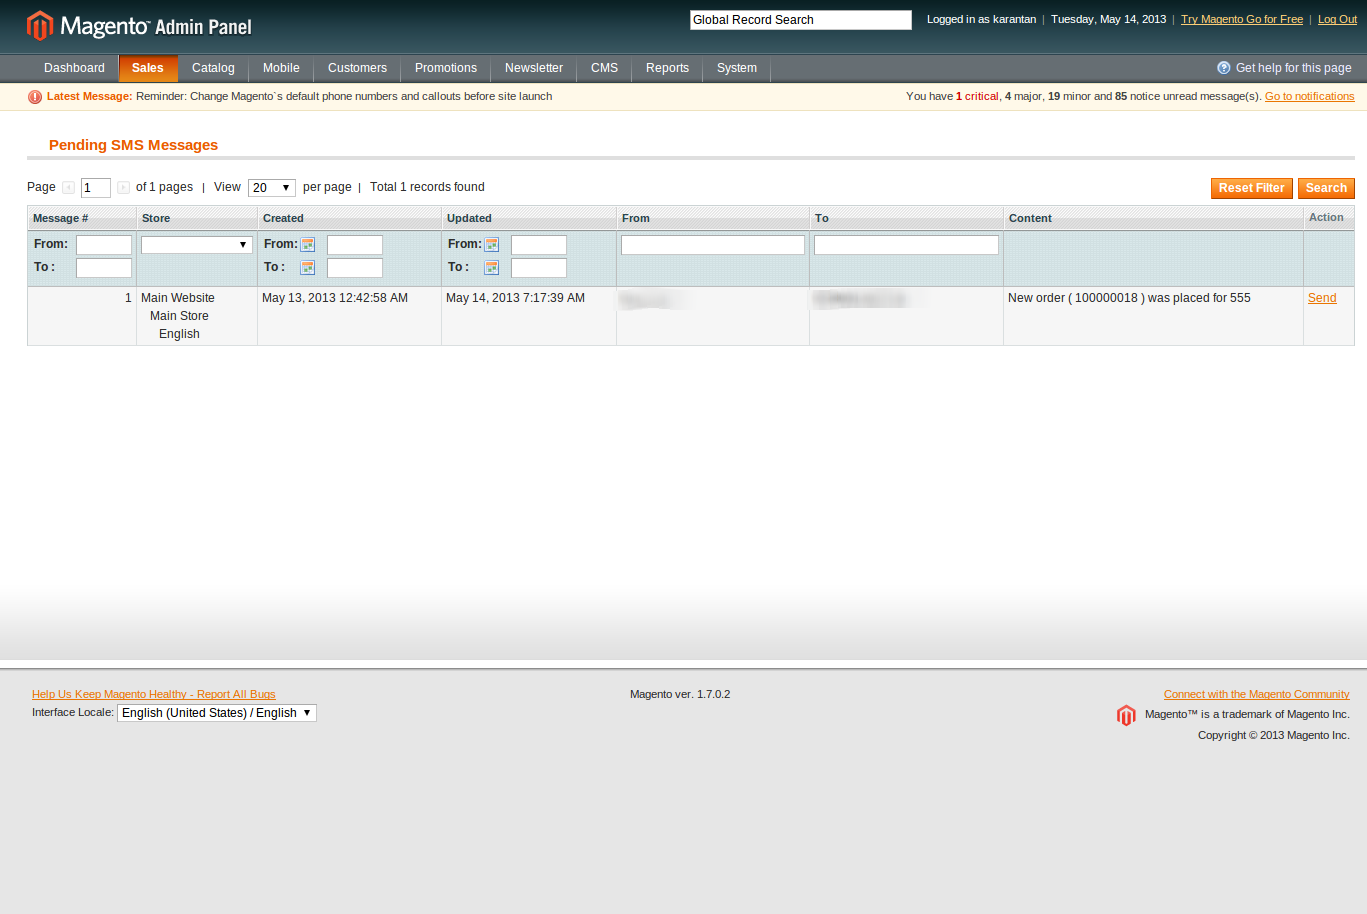 Magento™ Admin Panel
Global Record Search
Logged in as karantan | Tuesday, May 14, 2013 | Try Magento Go for Free | Log Out
Dashboard Sales Catalog Mobile Customers Promotions Newsletter CMS Reports System Get help for this page
Latest Message: Reminder: Change Magento`s default phone numbers and callouts before site launch You have 1 critical, 4 major, 19 minor and 85 notice unread message(s). Go to notifications
Pending SMS Messages
Page 1 of 1 pages | View 20 per page | Total 1 records found Reset Filter Search
Message # Store Created Updated From To Content Action
From: From: From:
To : To : To :
1 Main Website May 13, 2013 12:42:58 AM May 14, 2013 7:17:39 AM New order ( 100000018 ) was placed for 555 Send
Main Store
English
Help Us Keep Magento Healthy - Report All Bugs Magento ver. 1.7.0.2 Connect with the Magento Community
Interface Locale: English (United States) / English Magento™ is a trademark of Magento Inc.
Copyright © 2013 Magento Inc.